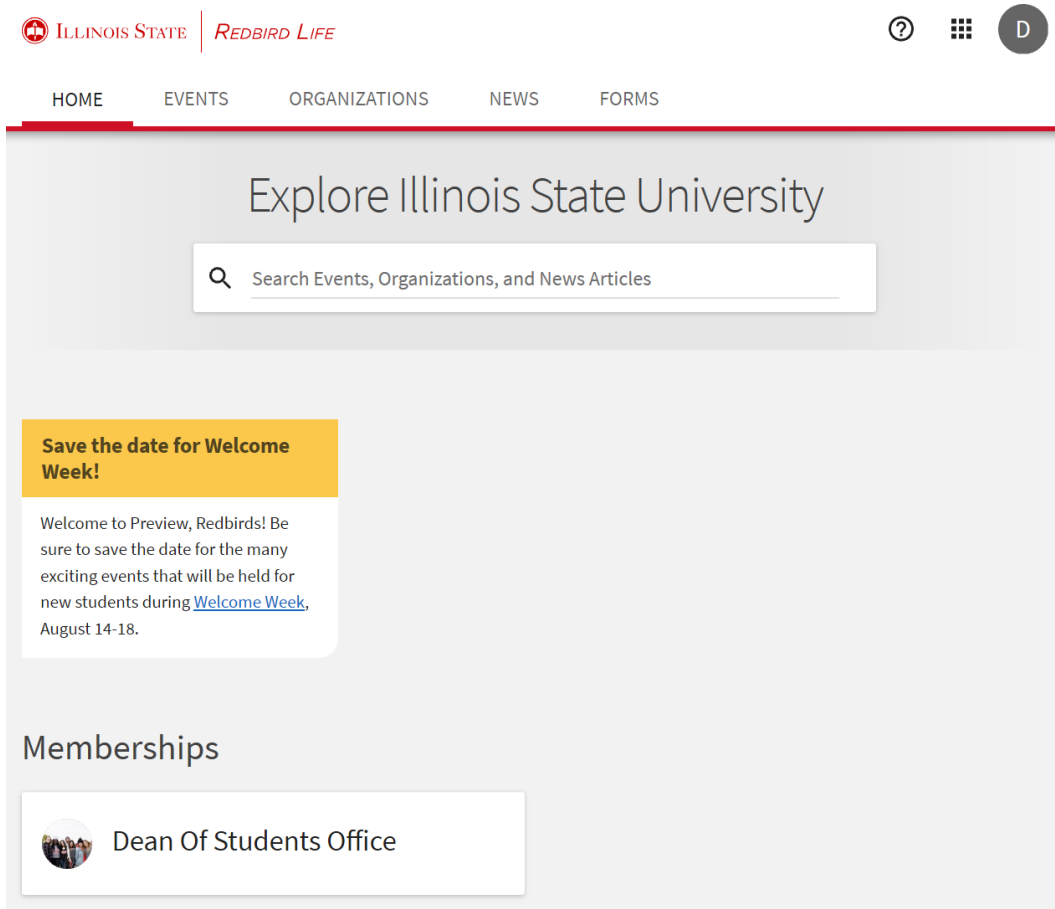 ILLINOIS STATE REDBIRD LIFE
D
HOME EVENTS ORGANIZATIONS NEWS FORMS
Explore Illinois State University
Search Events, Organizations, and News Articles
Save the date for Welcome
Week!
Welcome to Preview, Redbirds! Be
sure to save the date for the many
exciting events that will be held for
new students during Welcome Week,
August 14-18.
Memberships
Dean Of Students Office